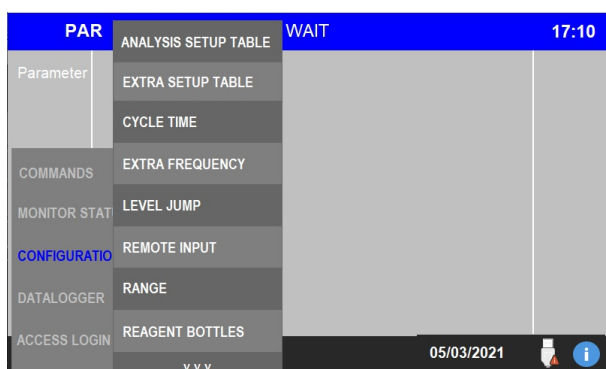 PAR
WAIT
17:10
Parameter
ANALYSIS SETUP TABLE
EXTRA SETUP TABLE
CYCLE TIME
EXTRA FREQUENCY
LEVEL JUMP
REMOTE INPUT
RANGE
REAGENT BOTTLES
COMMANDS
MONITOR STAT
CONFIGURATIO
DATALOGGER
ACCESS LOGIN
05/03/2021